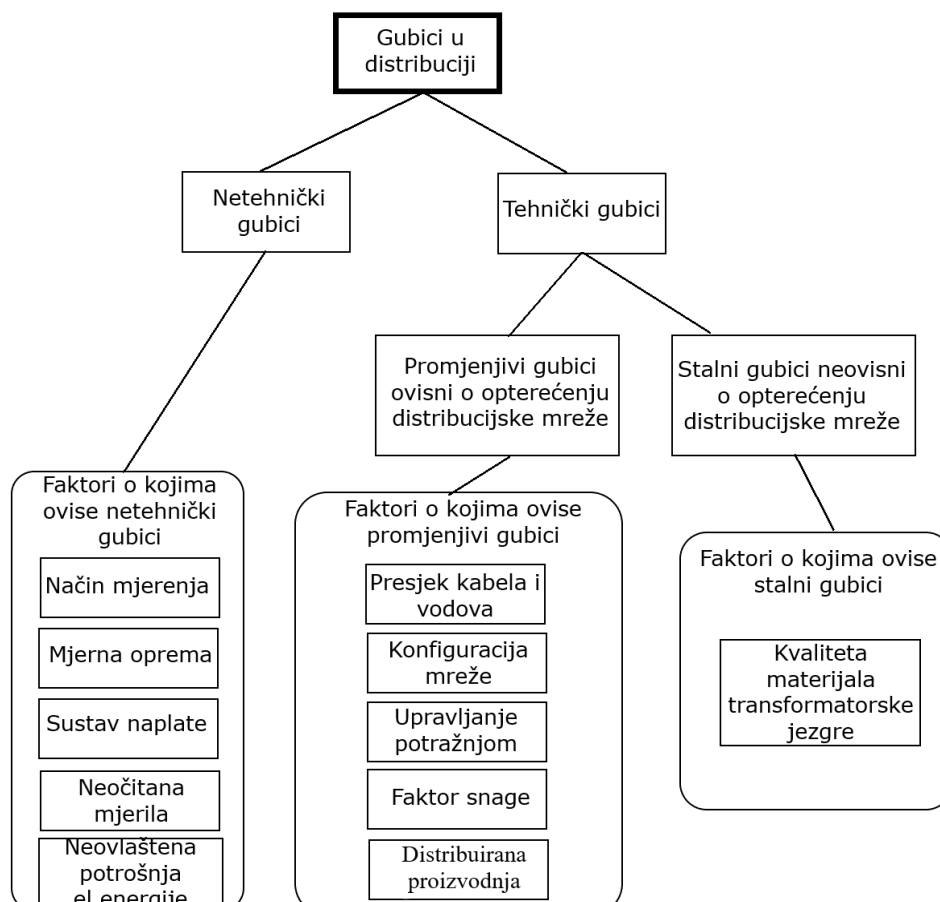 Gubici u
distribuciji
Netehnički
gubici
Tehnički gubici
Promjenjivi gubici
ovisni o opterećenju
distribucijske mreže
Stalni gubici neovisni
o opterećenju
distribucijske mreže
Faktori o kojima
ovise netehnički
gubici
Način mjerenja
Mjerna oprema
Sustav naplate
Neočitana
mjerila
Neovlaštena
potrošnja
el energije
Faktori o kojima ovise
promjenjivi gubici
Presjek kabela i
vodova
Konfiguracija
mreže
Upravljanje
potražnjom
Faktor snage
Distribuirana
proizvodnja
Faktori o kojima ovise
stalni gubici
Kvaliteta
materijala
transformatorske
jezgre